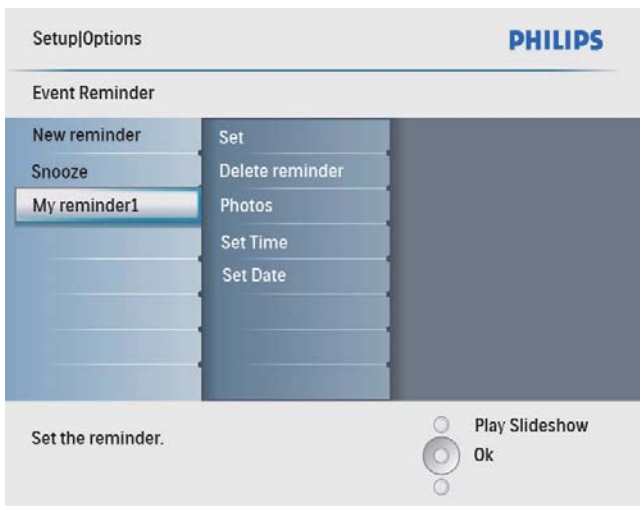 Setup|Options
PHILIPS
Event Reminder
New reminder
Snooze
My reminder1
Set
Delete reminder
Photos
Set Time
Set Date
Set the reminder.
Play Slideshow
Ok